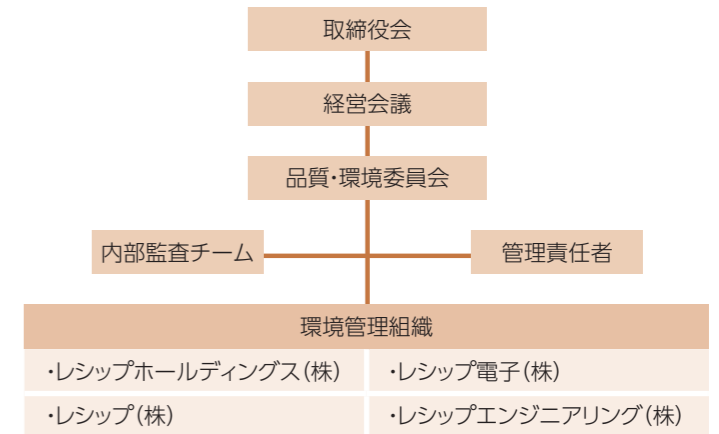 取締役会
経営会議
品質・環境委員会
内部監査チーム
管理責任者
環境管理組織
・レシップホールディングス(株)
・レシップ電子(株)
・レシップ(株)
・レシップエンジニアリング(株)